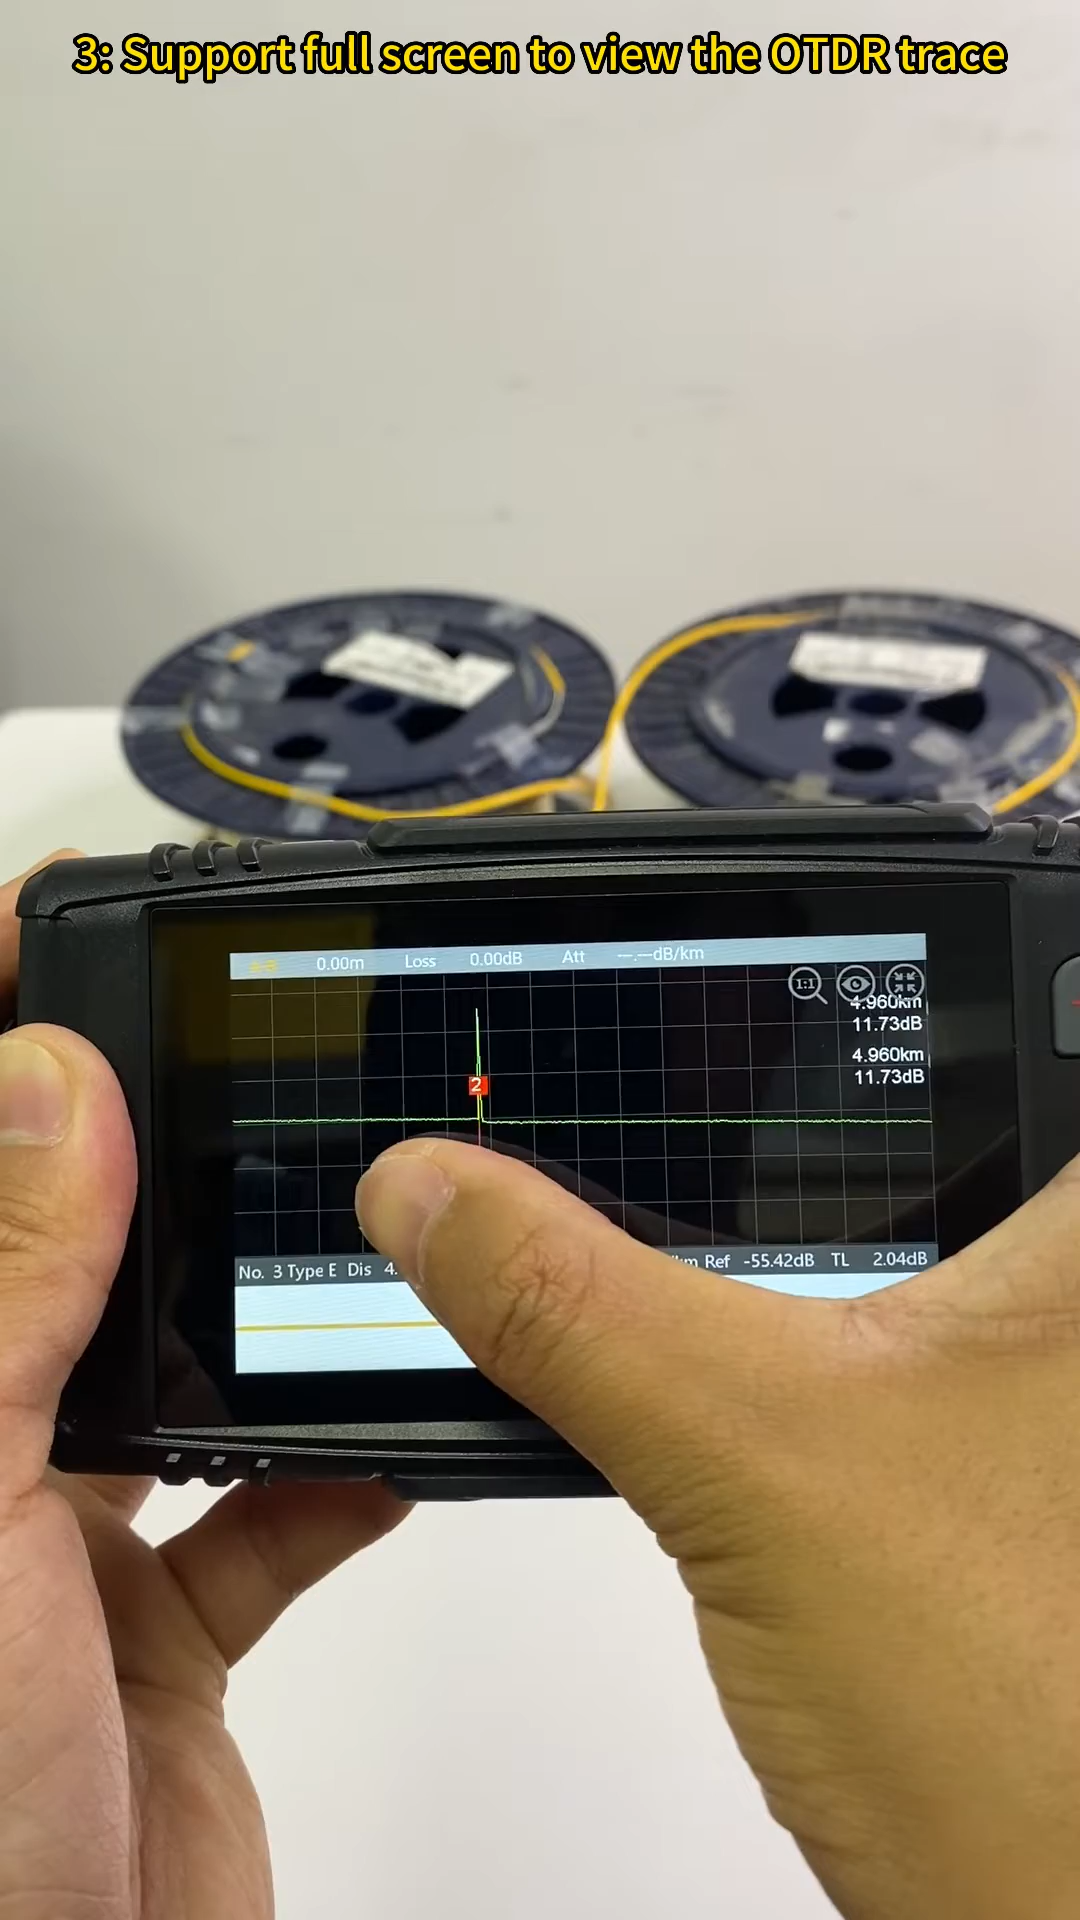 3: Support full screen to view the OTDR trace
A-B 0.00m Loss 0.00dB Att —.—dB/km
1:1
4.960km
11.73dB
4.960km
11.73dB
2
No. 3 Type E Dis 4. /km Ref -55.42dB TL 2.04dB